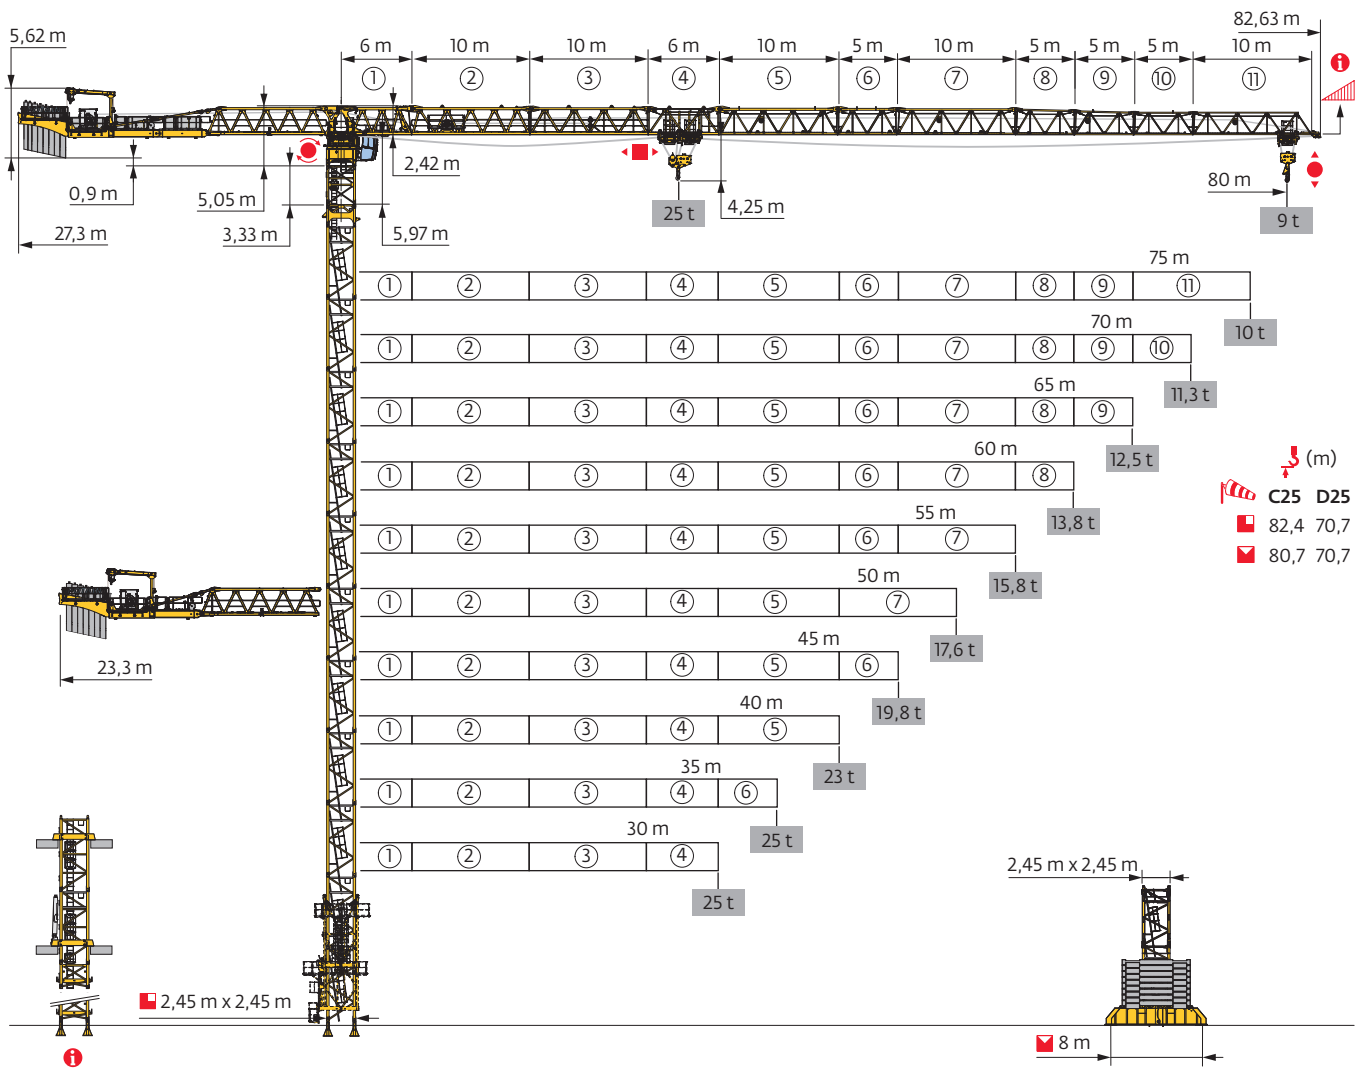 82,63 m
5,62 m
6 m 10 m 10 m 6 m 10 m 5 m 10 m 5 m 5 m 5 m 10 m
1 2 3 4 5 6 7 8 9 10 11
i
2,42 m
0,9 m
5,05 m
80 m
25 t
4,25 m
9 t
27,3 m
3,33 m
5,97 m
75 m
1 2 3 4 5 6 7 8 9 11
10 t
70 m
1 2 3 4 5 6 7 8 9 10
11,3 t
65 m
1 2 3 4 5 6 7 8 9
12,5 t
60 m
1 2 3 4 5 6 7 8
13,8 t
(m)
C25 D25
82,4 70,7
80,7 70,7
55 m
1 2 3 4 5 6 7
15,8 t
50 m
1 2 3 4 5 7
17,6 t
23,3 m
45 m
1 2 3 4 5 6
19,8 t
40 m
1 2 3 4 5
23 t
35 m
1 2 3 4 6
25 t
30 m
1 2 3 4
25 t
2,45 m x 2,45 m
2,45 m x 2,45 m
8 m
i